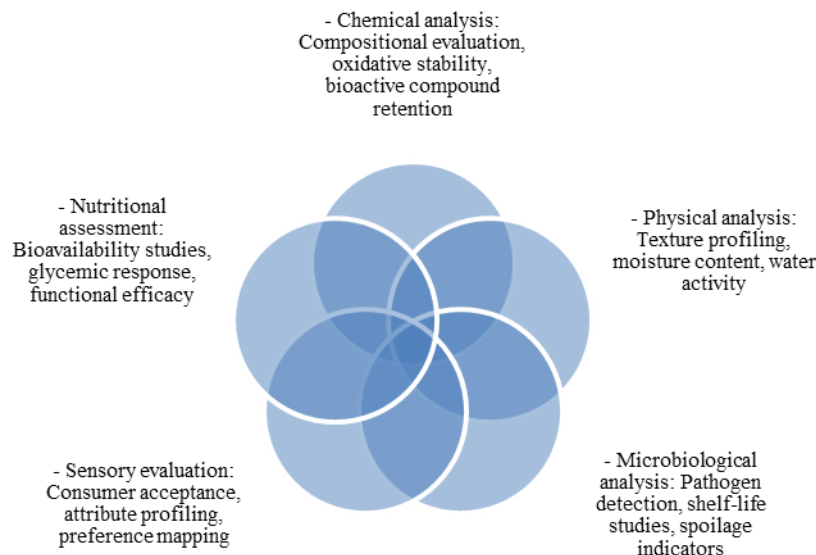 - Chemical analysis:
Compositional evaluation,
oxidative stability,
bioactive compound
retention
- Nutritional
assessment:
Bioavailability studies,
glycemic response,
functional efficacy
- Physical analysis:
Texture profiling,
moisture content, water
activity
- Sensory evaluation:
Consumer acceptance,
attribute profiling,
preference mapping
- Microbiological
analysis: Pathogen
detection, shelf-life
studies, spoilage
indicators